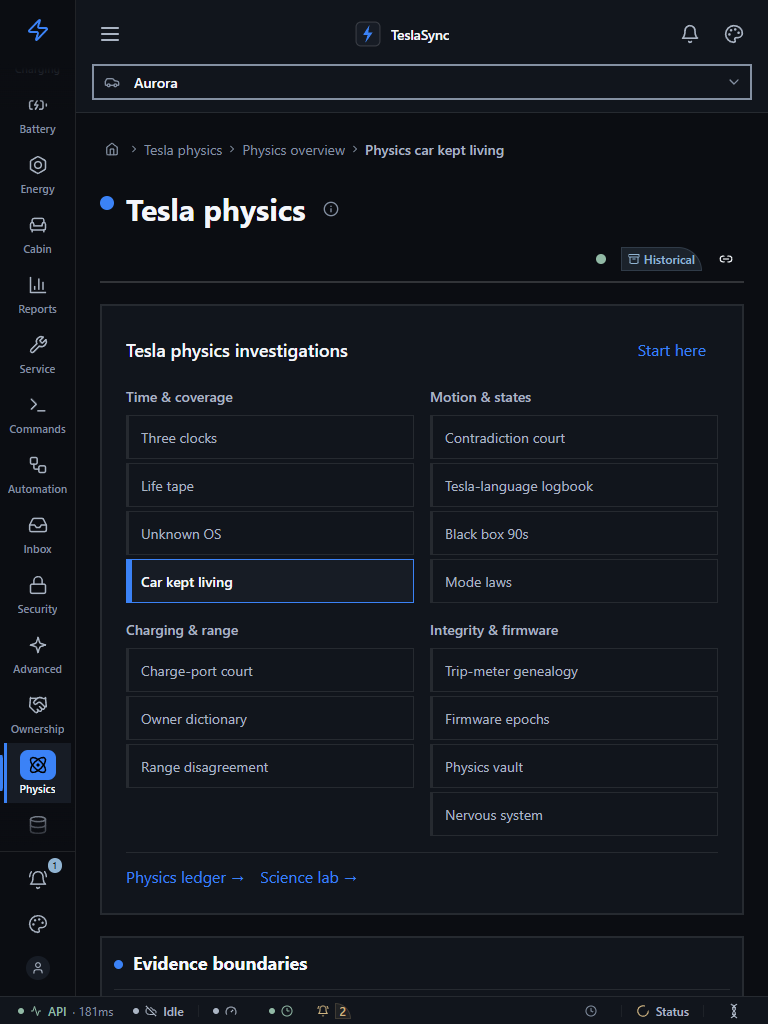 TeslaSync
Aurora
Charging
Battery
Energy
Cabin
Reports
Service
Commands
Automation
Inbox
Security
Advanced
Ownership
Physics
1
Tesla physics > Physics overview > Physics car kept living
Tesla physics
Historical
Tesla physics investigations
Start here
Time & coverage
Three clocks
Life tape
Unknown OS
Car kept living
Motion & states
Contradiction court
Tesla-language logbook
Black box 90s
Mode laws
Charging & range
Charge-port court
Owner dictionary
Range disagreement
Integrity & firmware
Trip-meter genealogy
Firmware epochs
Physics vault
Nervous system
Physics ledger →
Science lab →
Evidence boundaries
API · 181ms
Idle
2
Status